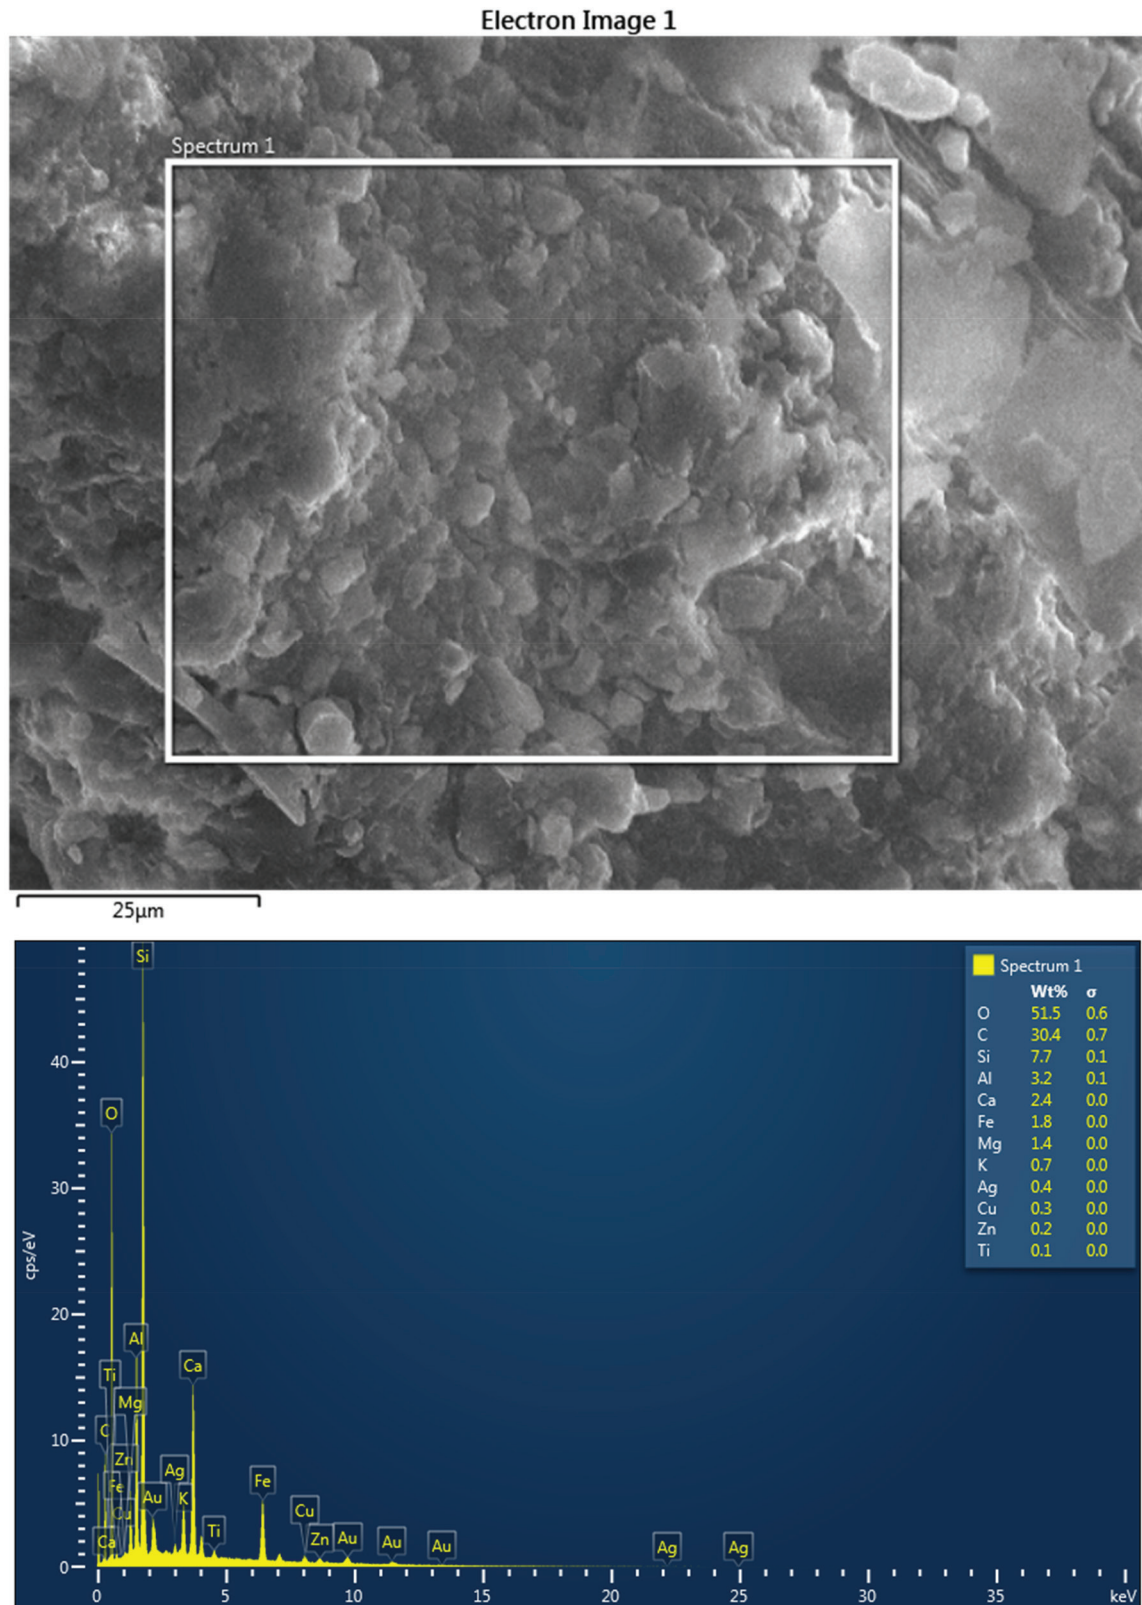 Electron Image 1
Spectrum 1
25µm
Spectrum 1
Wt% σ
O 51.5 0.6
C 30.4 0.7
Si 7.7 0.1
Al 3.2 0.1
Ca 2.4 0.0
Fe 1.8 0.0
Mg 1.4 0.0
K 0.7 0.0
Ag 0.4 0.0
Cu 0.3 0.0
Zn 0.2 0.0
Ti 0.1 0.0
cps/eV
40
30
20
10
0
Si
O
Al
Ti
Ca
Mg
C
Zn
Ag
Fe
Au
K
Fe
Cu
Cu
Ca
Ti
Zn
Au
Au
Au
Ag
Ag
0 5 10 15 20 25 30 35 keV